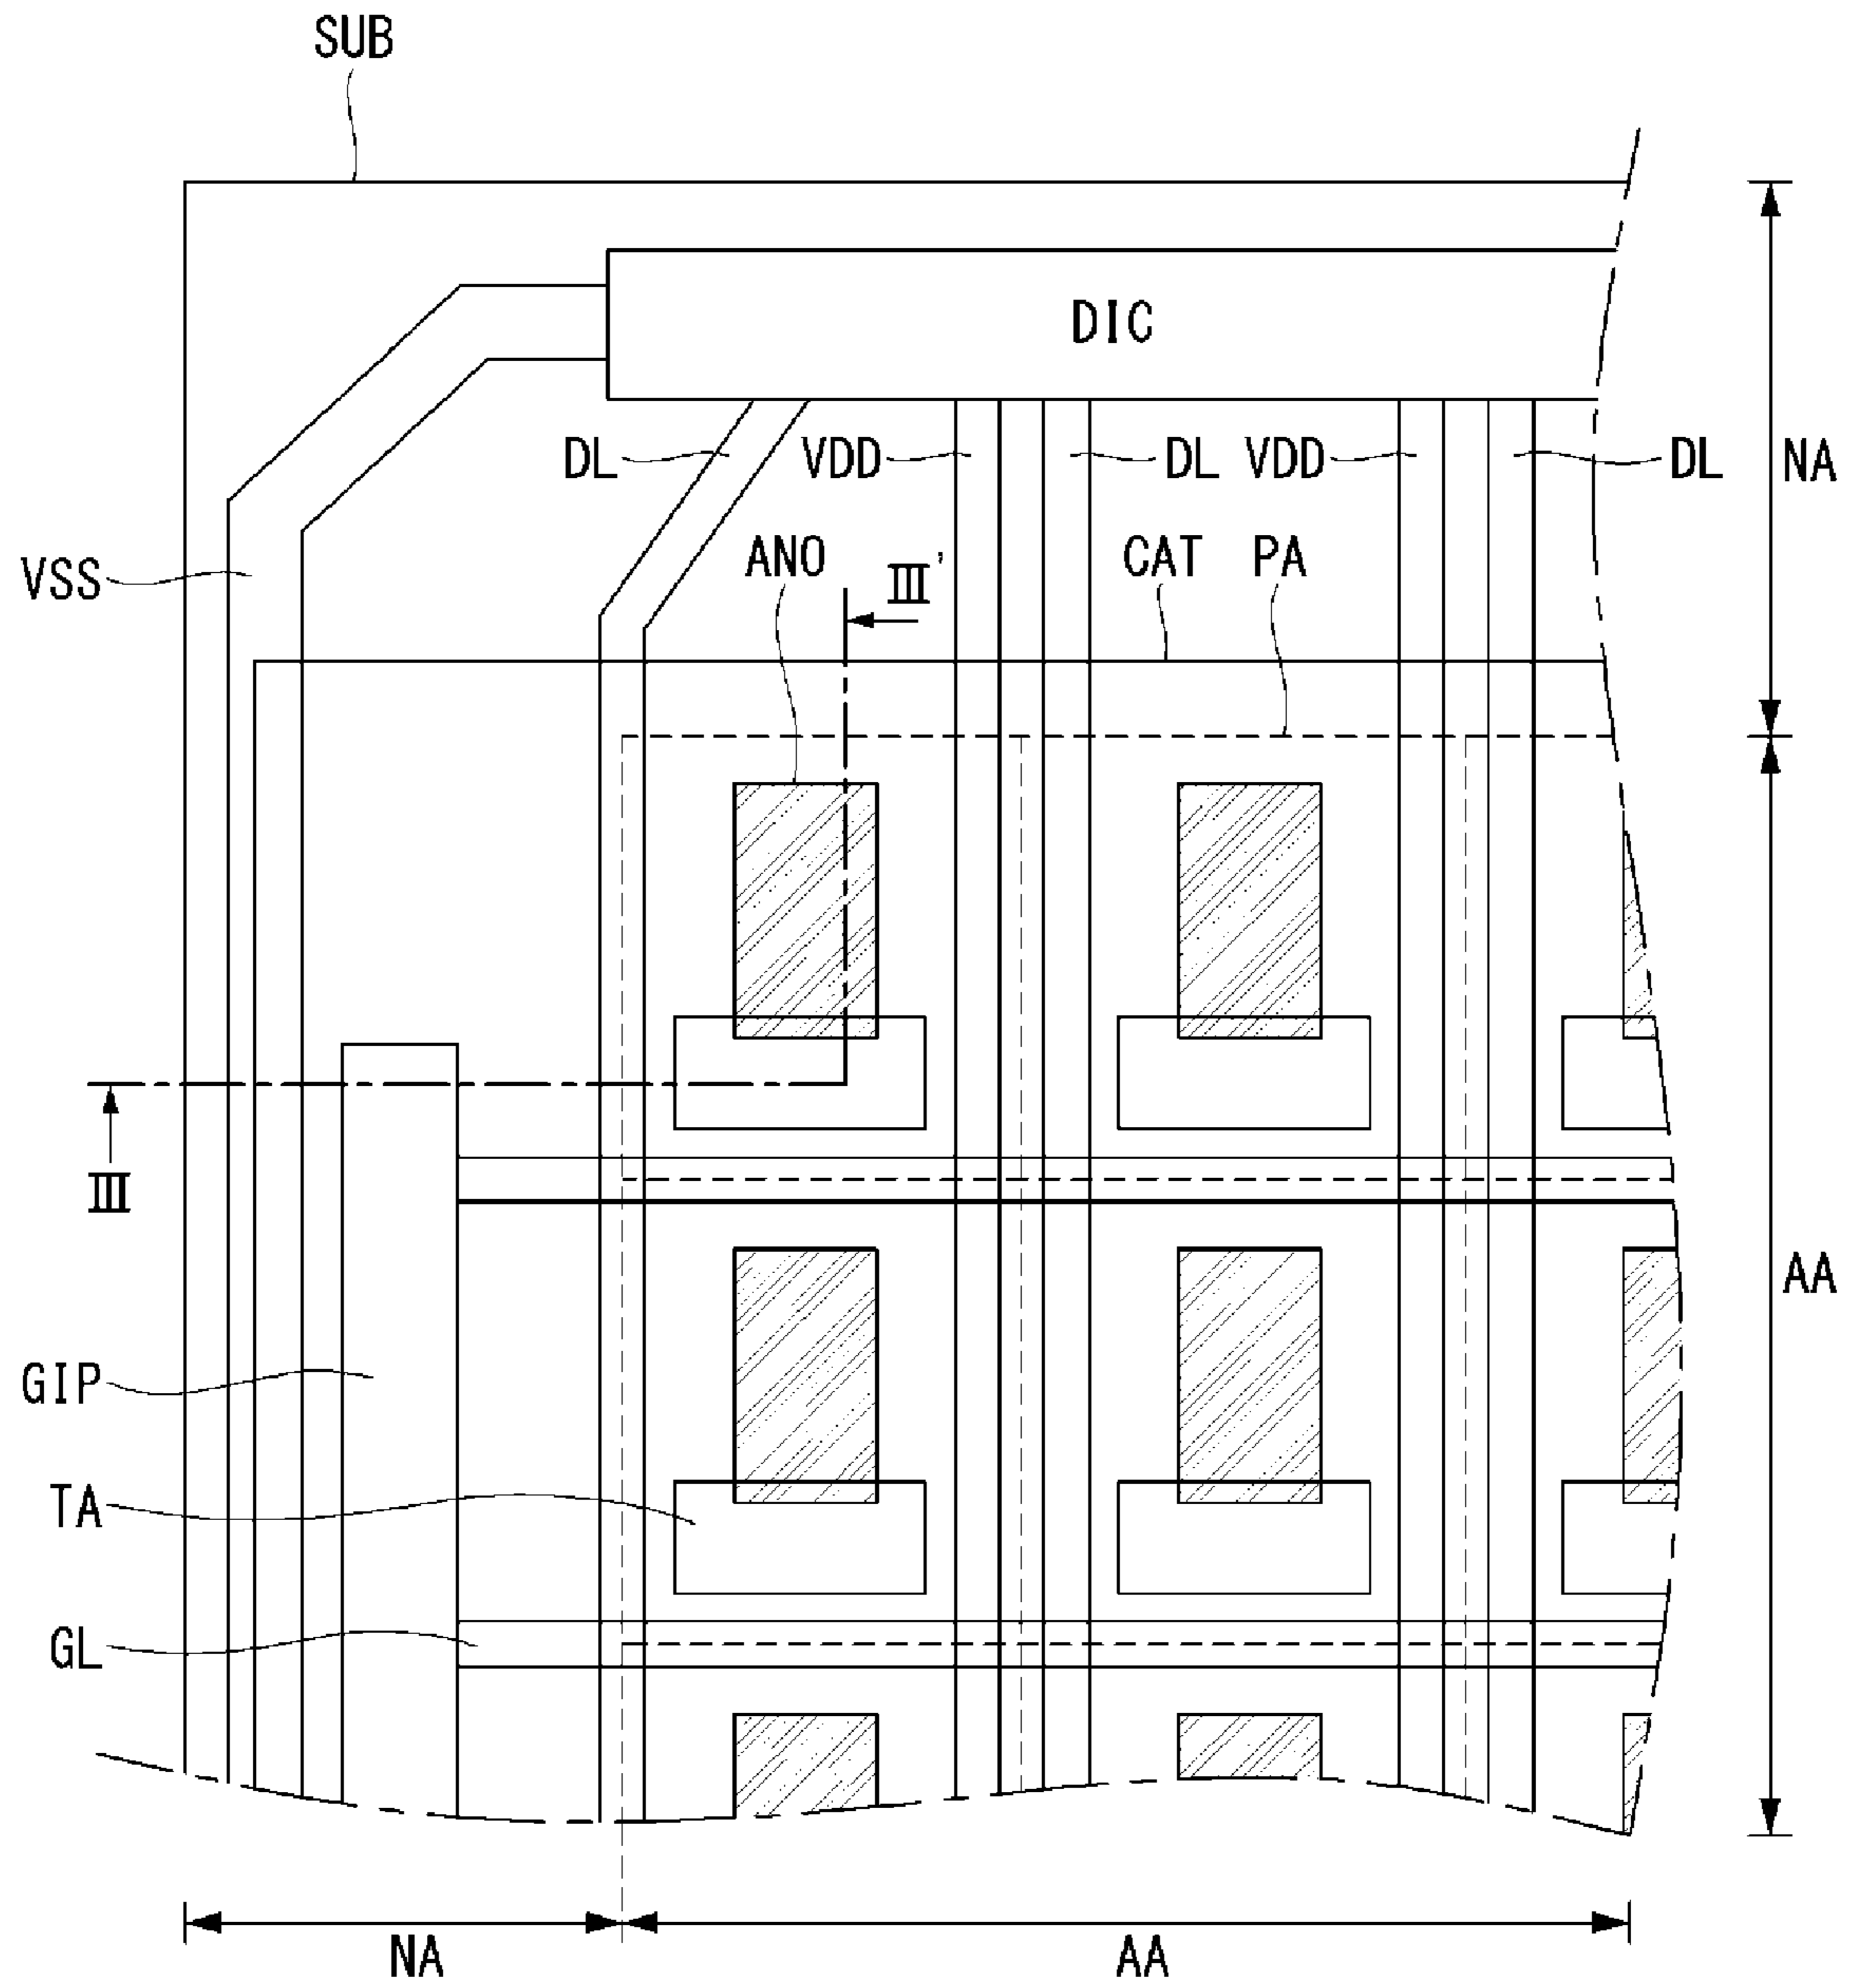 SUB
DIC
DL VDD DL VDD DL NA
VSS ANO III' CAT PA
III
AA
GIP
TA
GL
NA AA